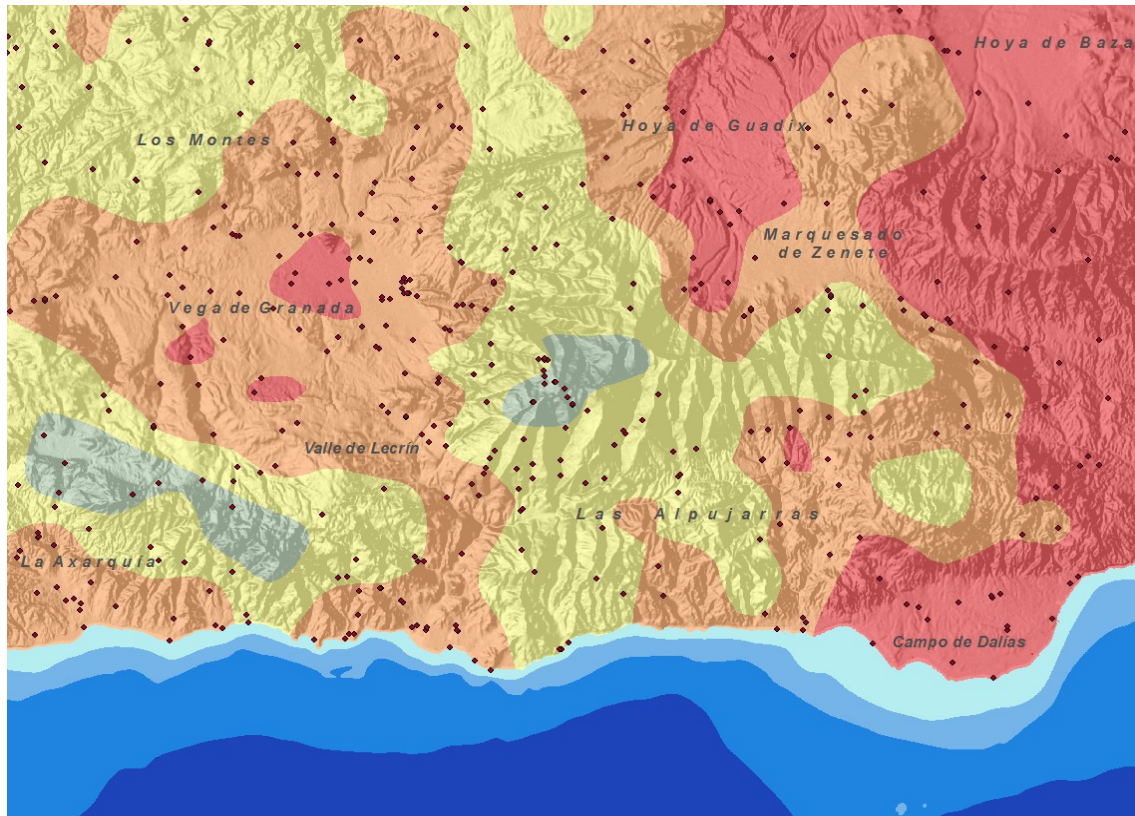 Hoya de Baza
Hoya de Guadix
Los Montes
Marquesado
de Zenete
Vega de Granada
Valle de Lecrín
Las Alpujarras
La Axarquía
Campo de Dalías